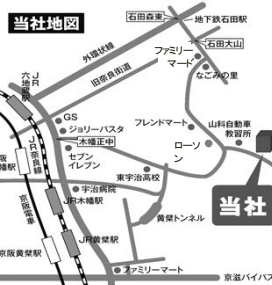 当社地図
石田森東
地下鉄石田駅
外環状線
石田大山
ファミリー
マート
旧奈良街道
なごみの里
JR
六地蔵駅
GS
ジョリーパスタ
フレンドマート
山科自動車
教習所
木幡正中
ローソ
ン
JR奈良線
セブン
イレブン
東宇治高校
宇治病院
JR木幡駅
当社
京阪電車
黄檗トンネル
JR黄檗駅
京阪黄檗駅
ファミリーマート
京滋バイパス